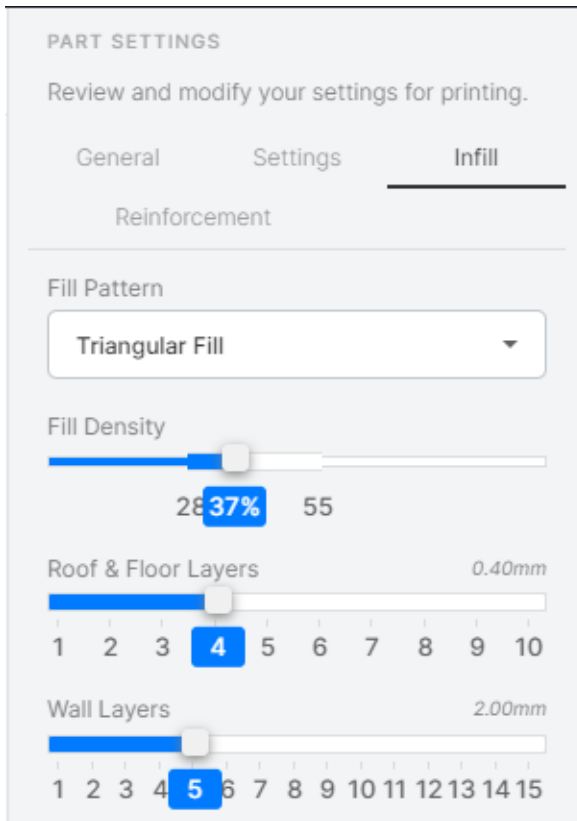 PART SETTINGS
Review and modify your settings for printing.
General Settings Infill
Reinforcement
Fill Pattern
Triangular Fill
Fill Density
28 37% 55
Roof & Floor Layers 0.40mm
1 2 3 4 5 6 7 8 9 10
Wall Layers 2.00mm
1 2 3 4 5 6 7 8 9 10 11 12 13 14 15